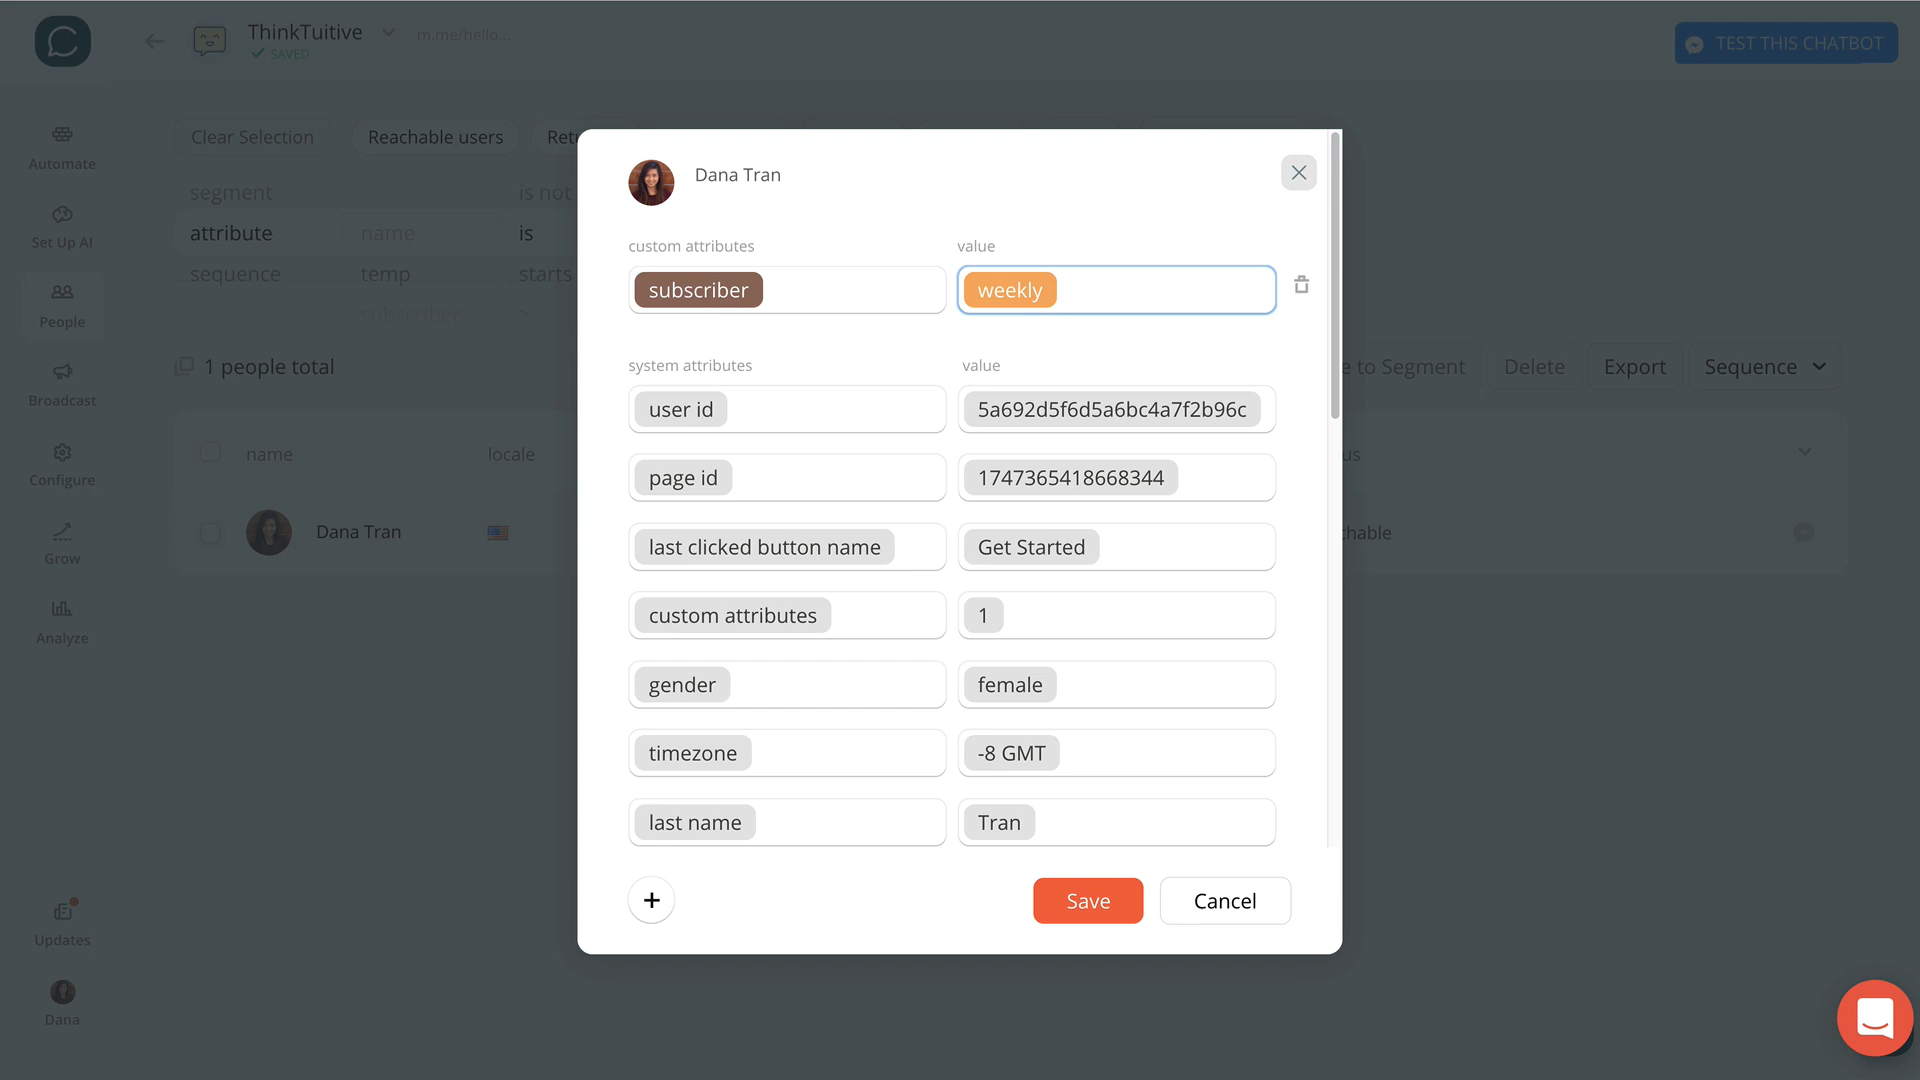 ThinkTuitive
m.me/hello...
SAVED
TEST THIS CHATBOT
Automate
Set Up AI
People
Broadcast
Configure
Grow
Analyze
Updates
Dana
Clear Selection
Reachable users
segment
is not
attribute
name
is
sequence
temp
starts
subscriber
>
1 people total
e to Segment
Delete
Export
Sequence
name
locale
us
Dana Tran
chable
Dana Tran
custom attributes value
subscriber weekly
system attributes value
user id 5a692d5f6d5a6bc4a7f2b96c
page id 1747365418668344
last clicked button name Get Started
custom attributes 1
gender female
timezone -8 GMT
last name Tran
+
Save Cancel